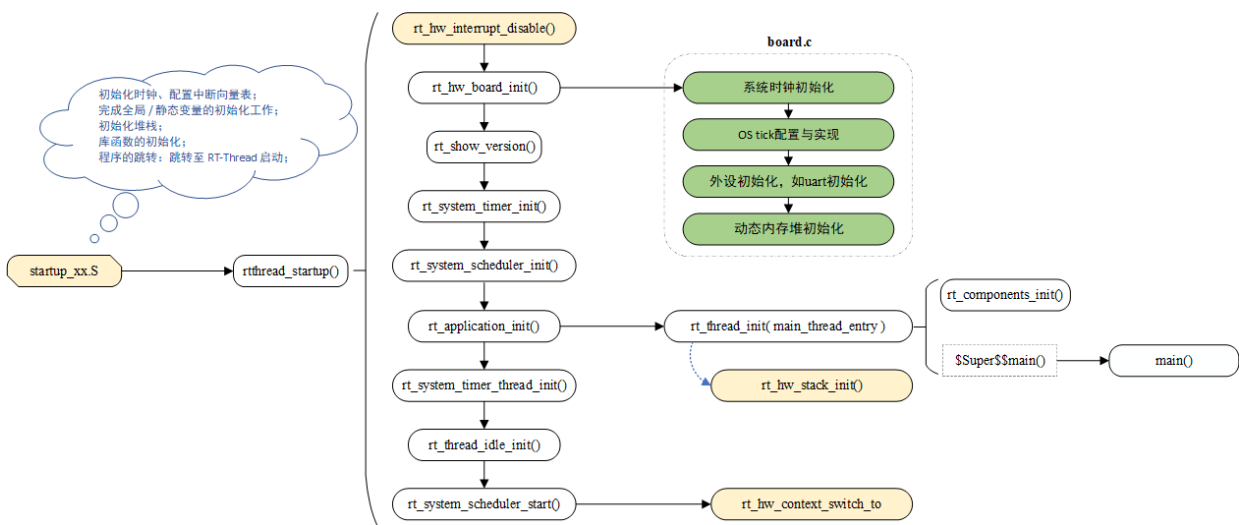 rt_hw_interrupt_disable()
board.c
初始化时钟、配置中断向量表；
完成全局 / 静态变量的初始化工作；
初始化堆栈；
库函数的初始化；
程序的跳转：跳转至 RT-Thread 启动；
rt_hw_board_init()
系统时钟初始化
rt_show_version()
OS tick配置与实现
外设初始化，如uart初始化
rt_system_timer_init()
动态内存堆初始化
startup_xx.S
rtthread_startup()
rt_system_scheduler_init()
rt_components_init()
rt_application_init()
rt_thread_init( main_thread_entry )
$Super$$main()
main()
rt_system_timer_thread_init()
rt_hw_stack_init()
rt_thread_idle_init()
rt_system_scheduler_start()
rt_hw_context_switch_to